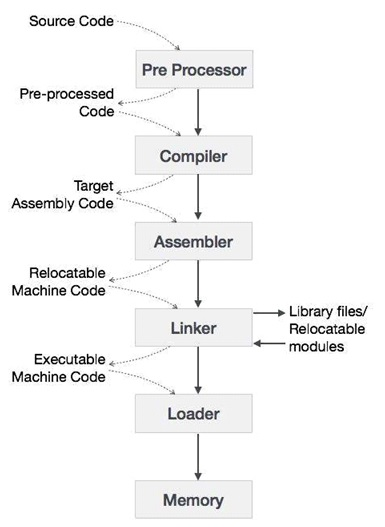 Source Code
Pre Processor
Pre-processed
Code
Compiler
Target
Assembly Code
Assembler
Relocatable
Machine Code
Linker
Library files/
Relocatable
modules
Executable
Machine Code
Loader
Memory